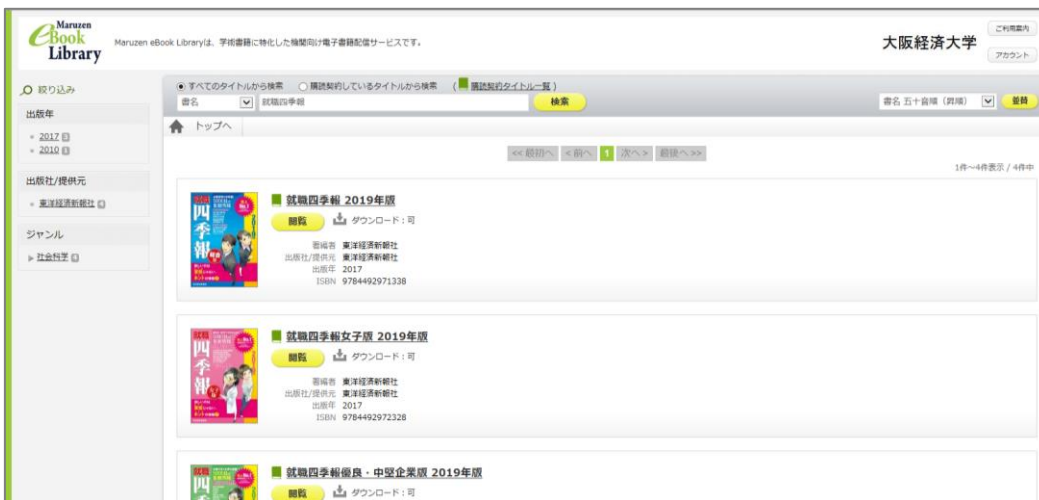 Maruzen
eBook
Library
Maruzen eBook Libraryは、学術書籍に特化した機関向け電子書籍配信サービスです。
大阪経済大学
ご利用案内
アカウント
絞り込み
出版年
2017
2010
出版社/提供元
東洋経済新報社
ジャンル
社会科学
すべてのタイトルから検索 購読契約しているタイトルから検索 (購読契約タイトル一覧)
書名 就職四季報 検索
書名 五十音順 (昇順) 並替
トップへ
<< 最初へ < 前へ 1 次へ > 最後へ >>
1件～4件表示 / 4件中
就職四季報 2019年版
閲覧 ダウンロード：可
著編者 東洋経済新報社
出版社/提供元 東洋経済新報社
出版年 2017
ISBN 9784492971338
就職四季報女子版 2019年版
閲覧 ダウンロード：可
著編者 東洋経済新報社
出版社/提供元 東洋経済新報社
出版年 2017
ISBN 9784492972328
就職四季報優良・中堅企業版 2019年版
閲覧 ダウンロード：可
就職
四季報
2019
就職
四季報
就職
四